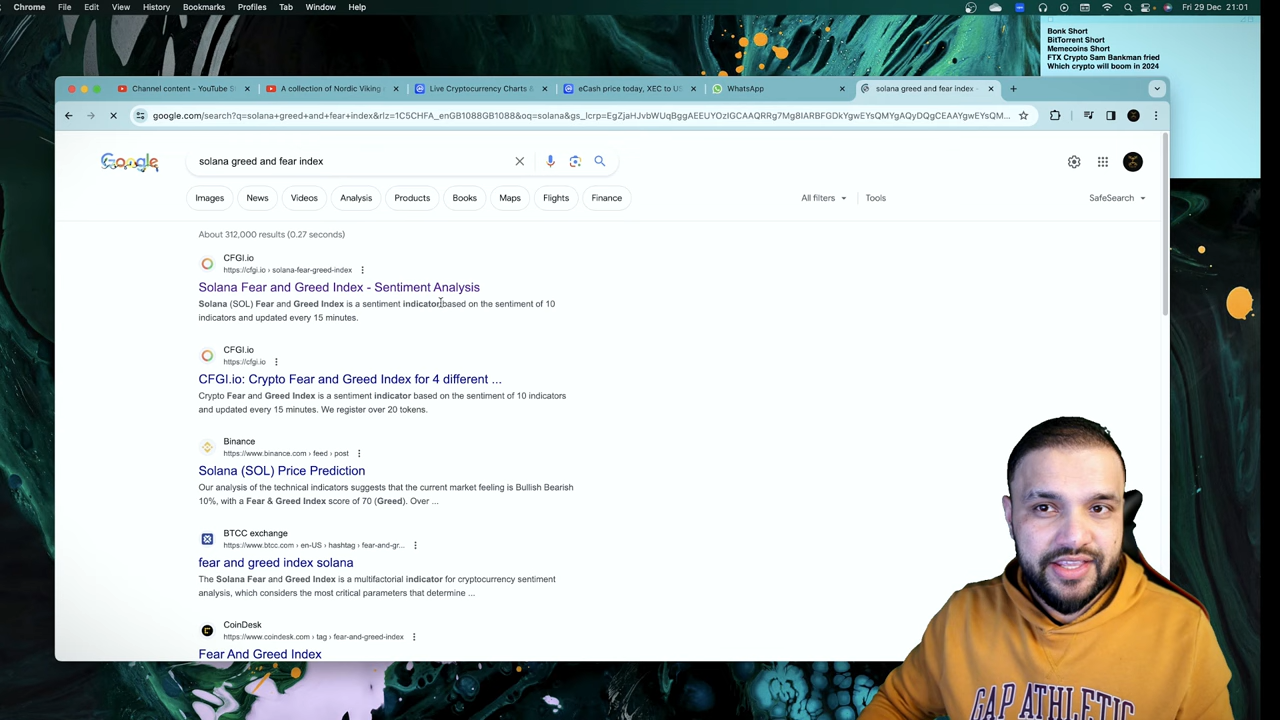 Chrome File Edit View History Bookmarks Profiles Tab Window Help
Fri 29 Dec 21:01
Bonk Short
BitTorrent Short
Memecoins Short
FTX Crypto Sam Bankman fried
Which crypto will boom in 2024
Channel content - YouTube S
A collection of Nordic Viking
Live Cryptocurrency Charts &
eCash price today, XEC to US
WhatsApp
solana greed and fear index -
google.com/search?q=solana+greed+and+fear+index&rlz=1C5CHFA_enGB1088GB1088&oq=solana&gs_lcrp=EgZjaHJvbWUqBggAEEUYOzIGCAAQRRg7Mg8IARBFGDkYgwEYsQMYgAQyDQgCEAAYgwEYsQM...
Google
solana greed and fear index
Images News Videos Analysis Products Books Maps Flights Finance
All filters Tools SafeSearch
About 312,000 results (0.27 seconds)
CFGI.io
https://cfgi.io › solana-fear-greed-index
Solana Fear and Greed Index - Sentiment Analysis
Solana (SOL) Fear and Greed Index is a sentiment indicator based on the sentiment of 10
indicators and updated every 15 minutes.
CFGI.io
https://cfgi.io
CFGI.io: Crypto Fear and Greed Index for 4 different ...
Crypto Fear and Greed Index is a sentiment indicator based on the sentiment of 10 indicators
and updated every 15 minutes. We register over 20 tokens.
Binance
https://www.binance.com › feed › post
Solana (SOL) Price Prediction
Our analysis of the technical indicators suggests that the current market feeling is Bullish Bearish
10%, with a Fear & Greed Index score of 70 (Greed). Over ...
BTCC exchange
https://www.btcc.com › en-US › hashtag › fear-and-gr...
fear and greed index solana
The Solana Fear and Greed Index is a multifactorial indicator for cryptocurrency sentiment
analysis, which considers the most critical parameters that determine ...
CoinDesk
https://www.coindesk.com › tag › fear-and-greed-index
Fear And Greed Index
GAP ATHLETIC